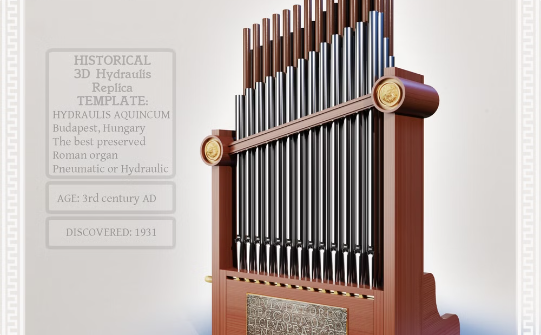 HISTORICAL
3D Hydraulis
Replica
TEMPLATE:
HYDRAULIS AQUINCUM
Budapest, Hungary
The best preserved
Roman organ
Pneumatic or Hydraulic
AGE: 3rd century AD
DISCOVERED: 1931